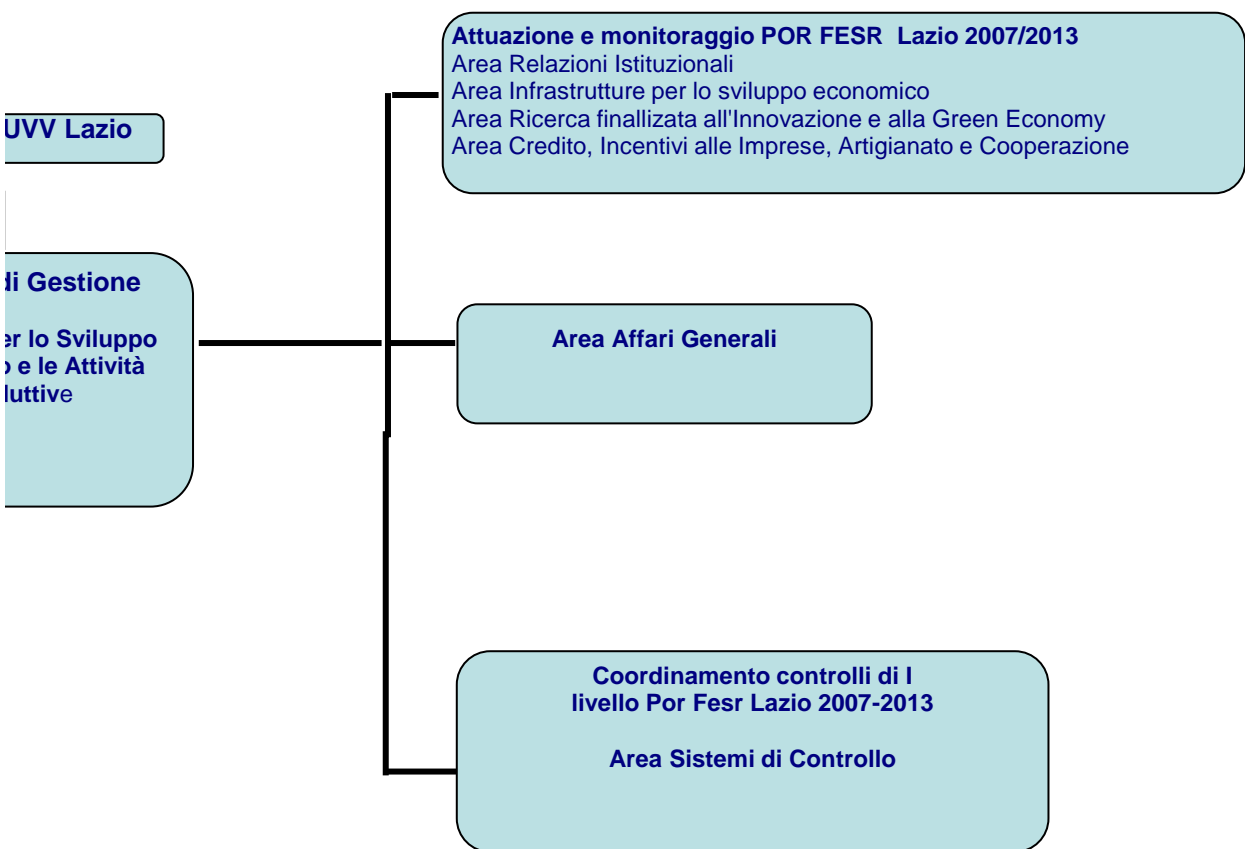 Attuazione e monitoraggio POR FESR Lazio 2007/2013
Area Relazioni Istituzionali
Area Infrastrutture per lo sviluppo economico
Area Ricerca finallizata all'Innovazione e alla Green Economy
Area Credito, Incentivi alle Imprese, Artigianato e Cooperazione
UVV Lazio
di Gestione
er lo Sviluppo
e le Attività
duttive
Area Affari Generali
Coordinamento controlli di I
livello Por Fesr Lazio 2007-2013
Area Sistemi di Controllo